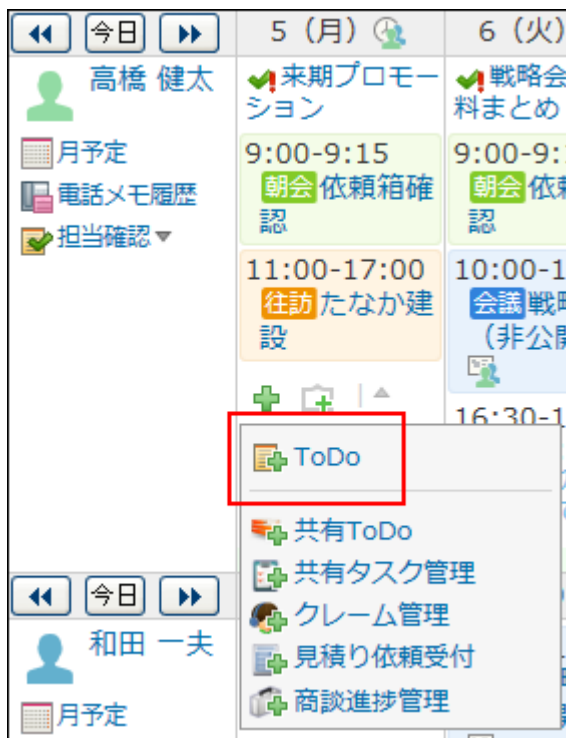 今日
5（月）
6（火）
高橋 健太
月予定
電話メモ履歴
担当確認
来期プロモー
ション
9:00-9:15
朝会 依頼箱確
認
11:00-17:00
往訪 たなか建
設
戦略会
料まとめ
9:00-9:
朝会 依
認
10:00-1
会議 戦
（非公
16:30-1
ToDo
共有ToDo
共有タスク管理
クレーム管理
見積り依頼受付
商談進捗管理
今日
和田 一夫
月予定